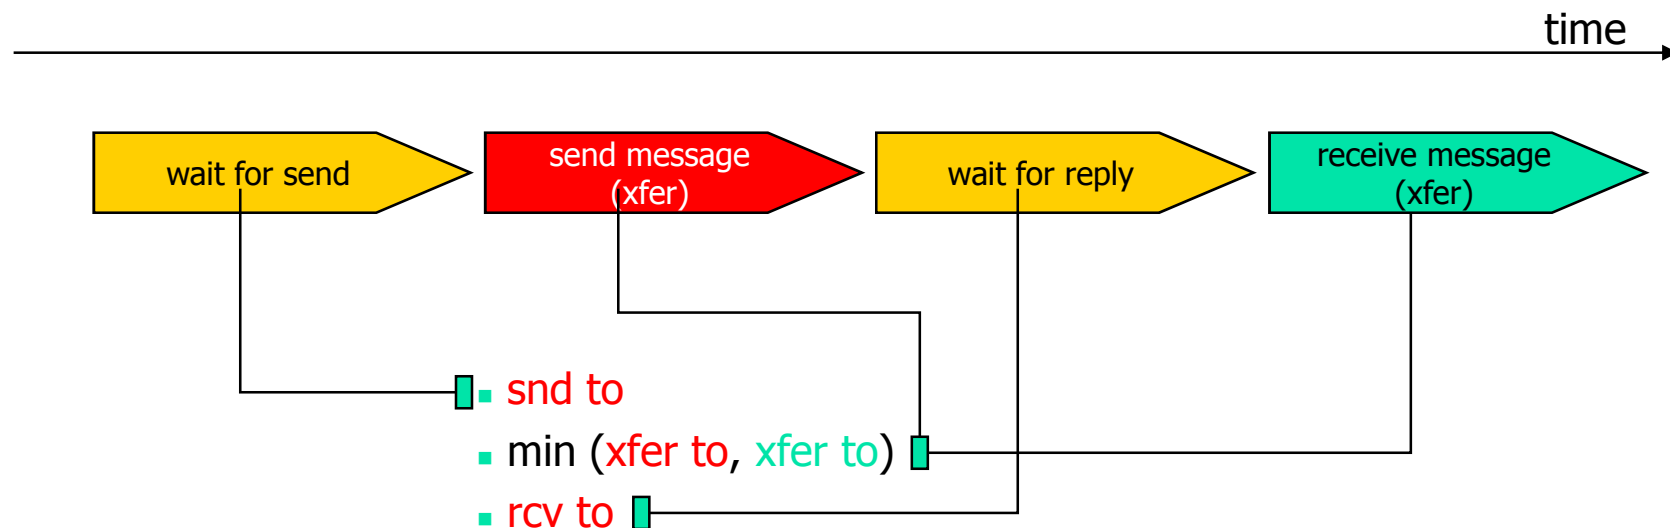 time
wait for send
send message
(xfer)
wait for reply
receive message
(xfer)
snd to
min (xfer to, xfer to)
rcv to